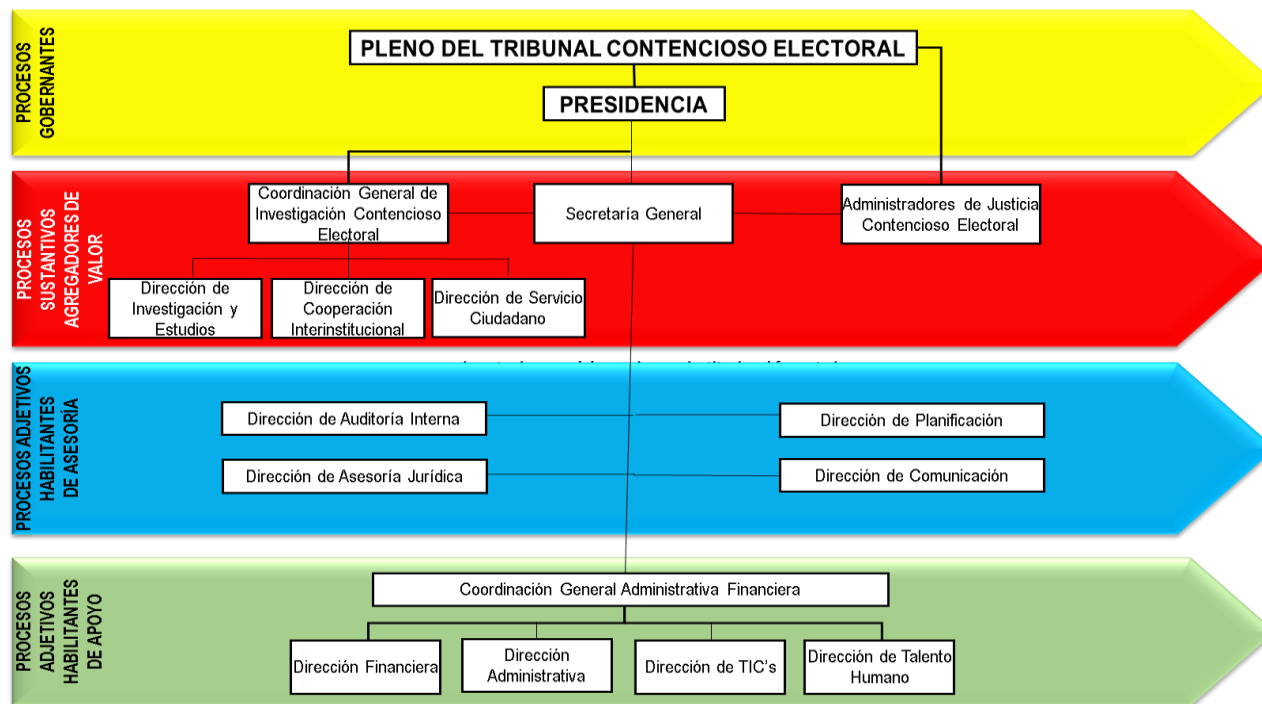 PROCESOS
GOBERNANTES
PLENO DEL TRIBUNAL CONTENCIOSO ELECTORAL
PRESIDENCIA
PROCESOS
SUSTANTIVOS
AGREGADORES DE
VALOR
Coordinación General de
Investigación Contencioso
Electoral
Secretaría General
Administradores de Justicia
Contencioso Electoral
Dirección de
Investigación y
Estudios
Dirección de
Cooperación
Interinstitucional
Dirección de Servicio
Ciudadano
PROCESOS ADJETIVOS
HABILITANTES
DE ASESORÍA
Dirección de Auditoría Interna
Dirección de Planificación
Dirección de Asesoría Jurídica
Dirección de Comunicación
PROCESOS
ADJETIVOS
HABILITANTES
DE APOYO
Coordinación General Administrativa Financiera
Dirección Financiera
Dirección
Administrativa
Dirección de TIC's
Dirección de Talento
Humano